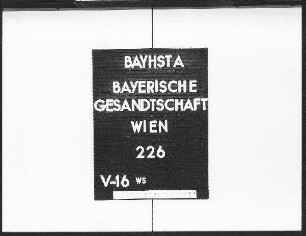 BAYHSTA
BAYERISCHE
GESANDTSCHAFT
WIEN
226
V-16 WS